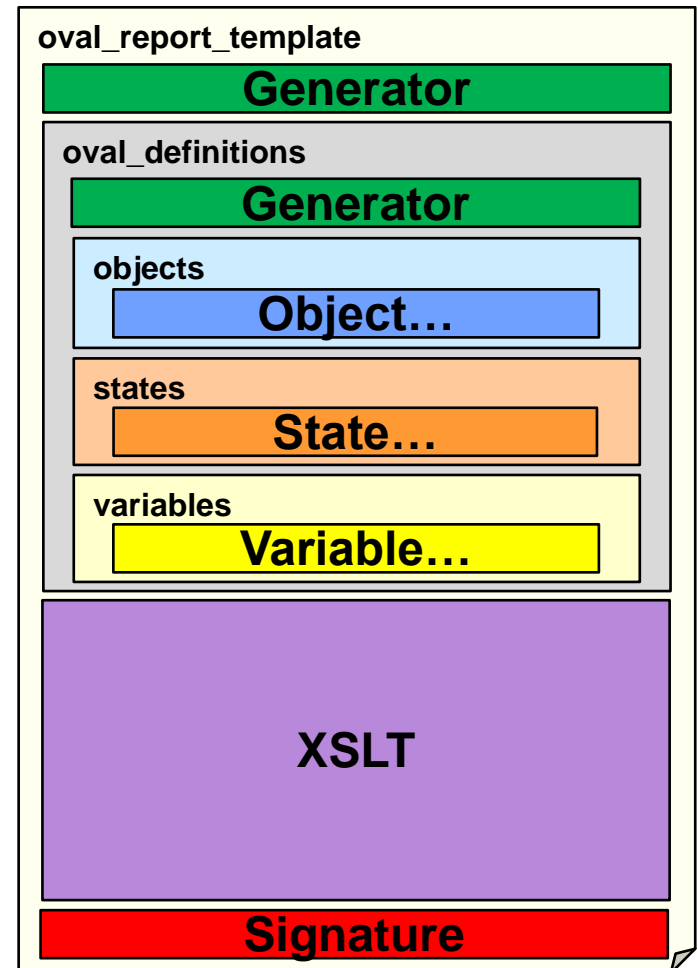 oval_report_template
Generator
oval_definitions
Generator
objects
Object…
states
State…
variables
Variable…
XSLT
Signature